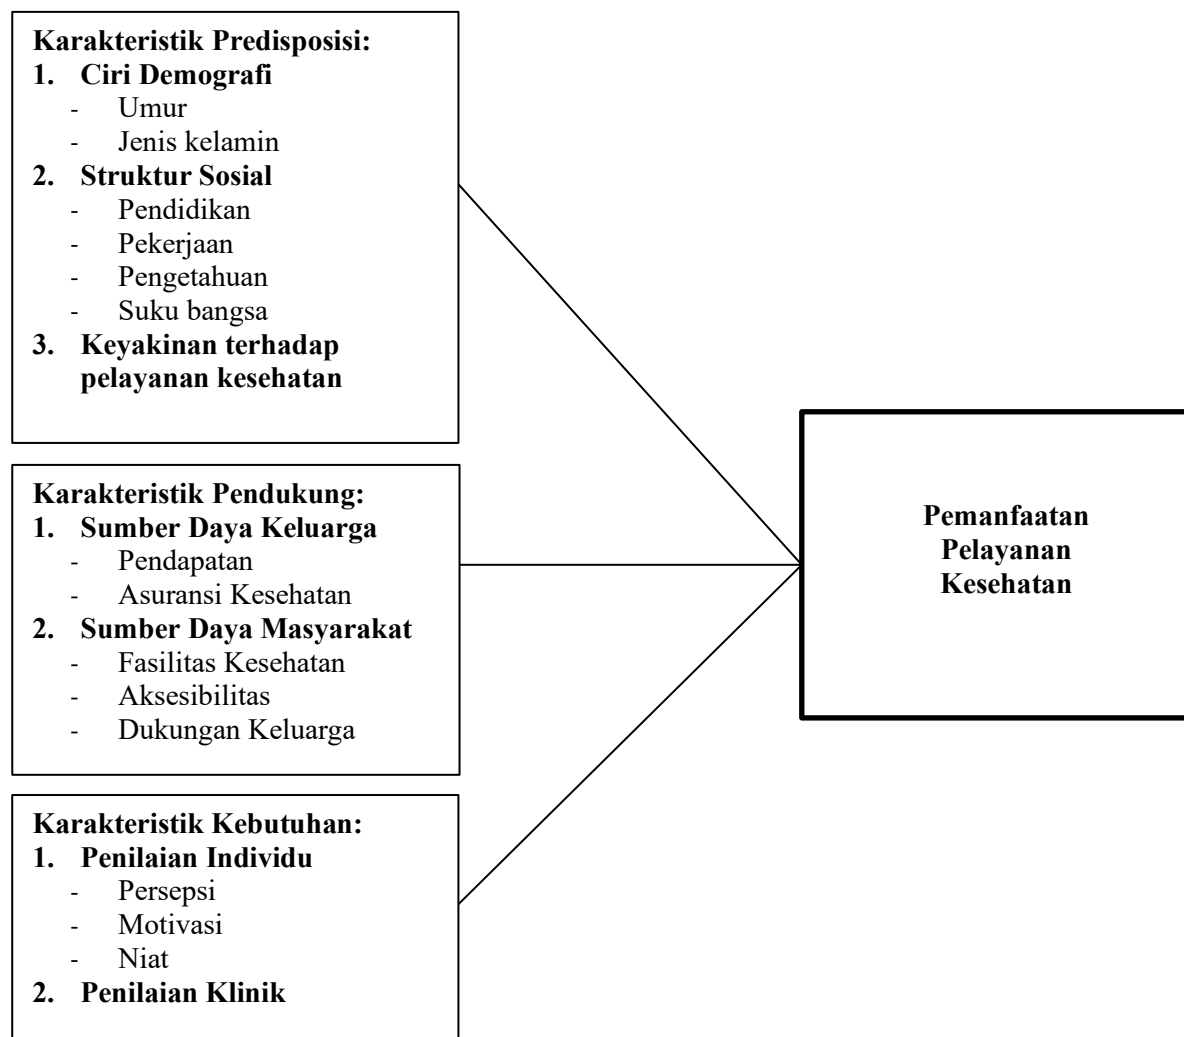 Karakteristik Predisposisi:
1. Ciri Demografi
- Umur
- Jenis kelamin
2. Struktur Sosial
- Pendidikan
- Pekerjaan
- Pengetahuan
- Suku bangsa
3. Keyakinan terhadap
pelayanan kesehatan
Karakteristik Pendukung:
1. Sumber Daya Keluarga
- Pendapatan
- Asuransi Kesehatan
2. Sumber Daya Masyarakat
- Fasilitas Kesehatan
- Aksesibilitas
- Dukungan Keluarga
Karakteristik Kebutuhan:
1. Penilaian Individu
- Persepsi
- Motivasi
- Niat
2. Penilaian Klinik
Pemanfaatan
Pelayanan
Kesehatan